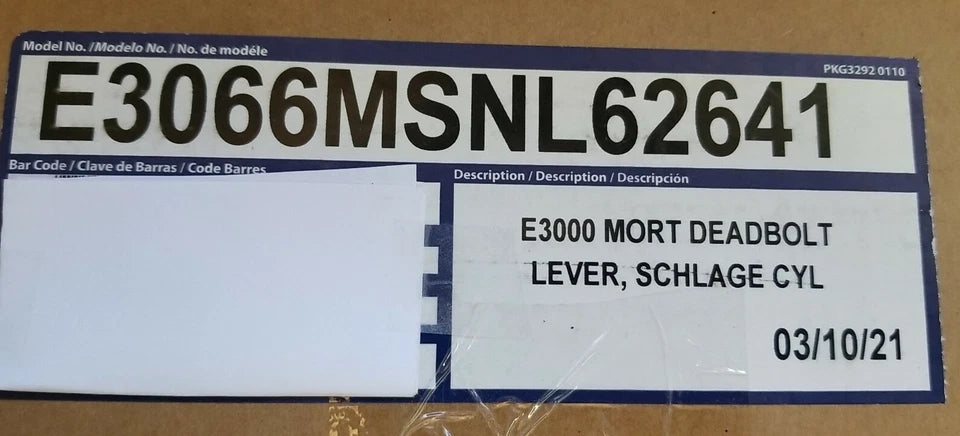 Model No. /Modelo No. / No. de modéle
PKG3292 0110
E3066MSNL62641
Bar Code / Clave de Barras / Code Barres
Description / Description / Descripción
E3000 MORT DEADBOLT
LEVER, SCHLAGE CYL
03/10/21